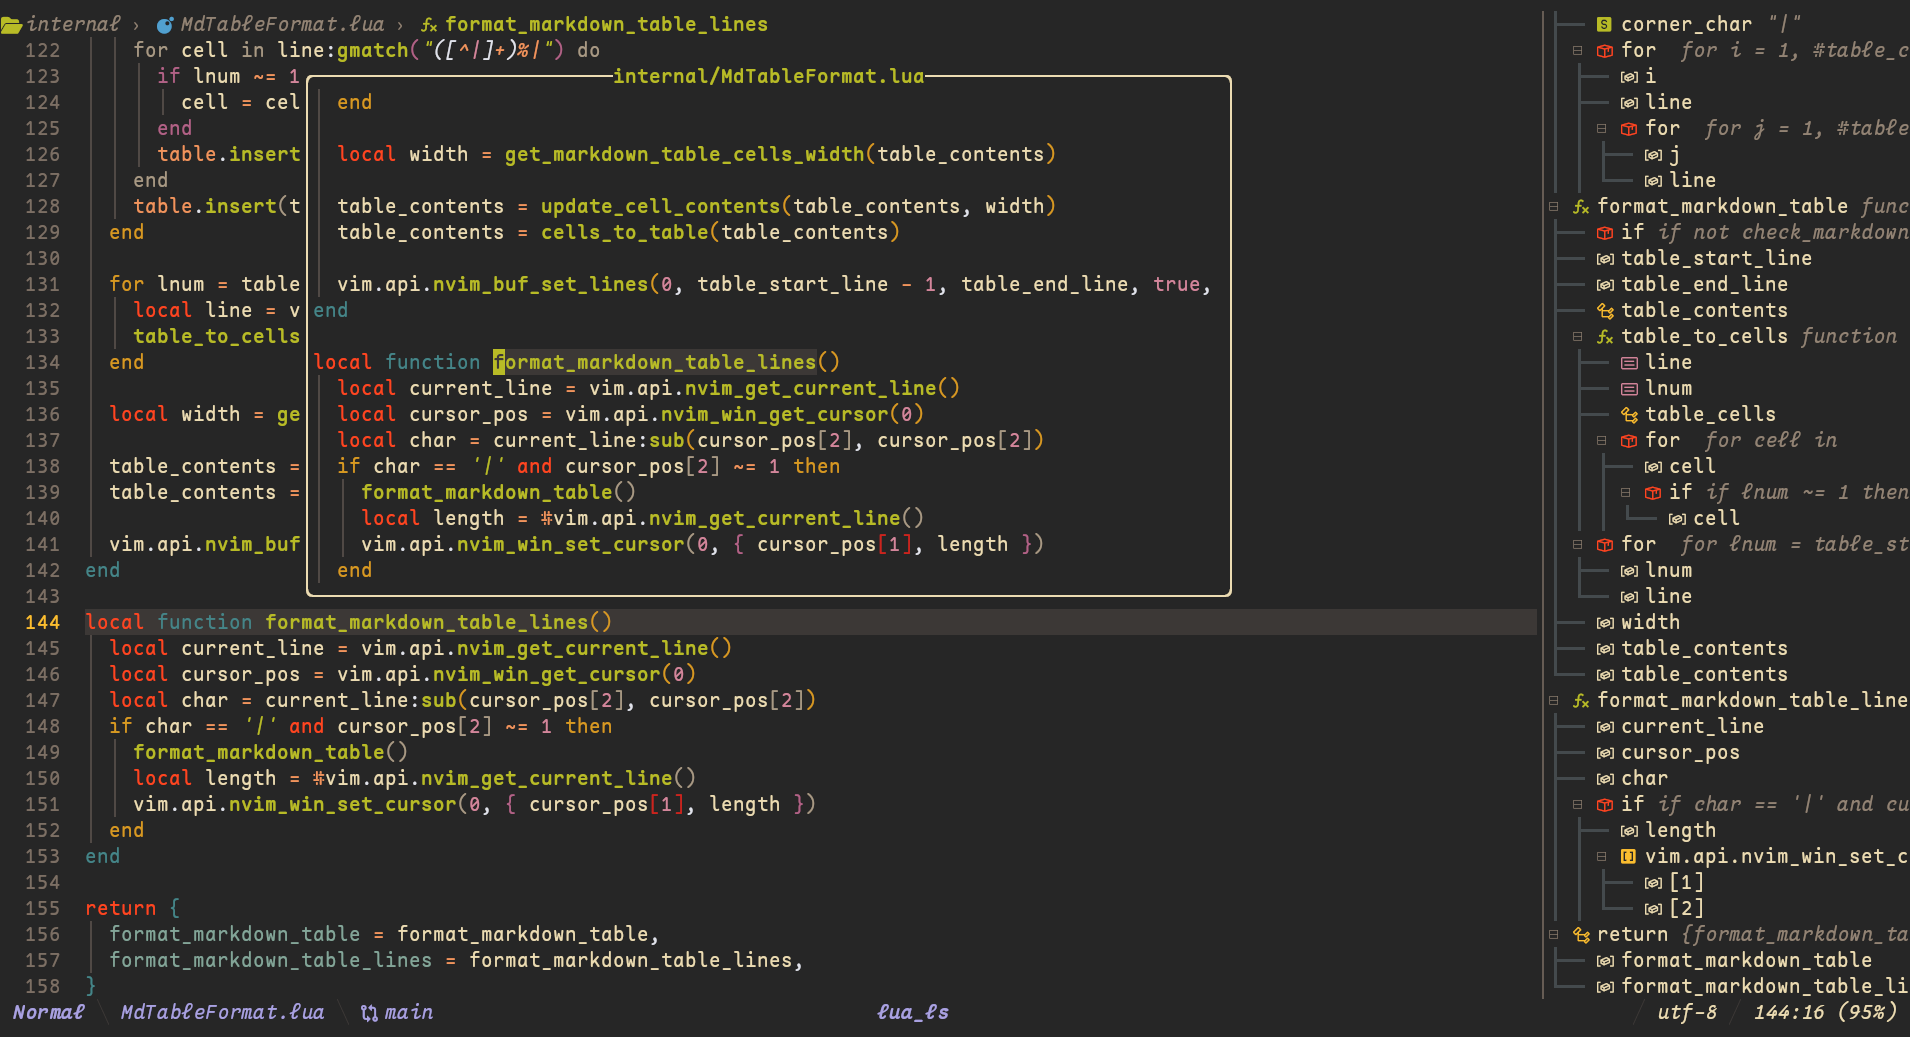 internal › MdTableFormat.lua › format_markdown_table_lines
122 for cell in line:gmatch("([^|]+)%|") do
123 if lnum ~= 1
124 cell = cel
125 end
126 table.insert
127 end
128 table.insert(t
129 end
130
131 for lnum = table
132 local line = v
133 table_to_cells
134 end
135
136 local width = ge
137
138 table_contents =
139 table_contents =
140
141 vim.api.nvim_buf
142 end
143
144 local function format_markdown_table_lines()
145 local current_line = vim.api.nvim_get_current_line()
146 local cursor_pos = vim.api.nvim_win_get_cursor(0)
147 local char = current_line:sub(cursor_pos[2], cursor_pos[2])
148 if char == '|' and cursor_pos[2] ~= 1 then
149 format_markdown_table()
150 local length = #vim.api.nvim_get_current_line()
151 vim.api.nvim_win_set_cursor(0, { cursor_pos[1], length })
152 end
153 end
154
155 return {
156 format_markdown_table = format_markdown_table,
157 format_markdown_table_lines = format_markdown_table_lines,
158 }
internal/MdTableFormat.lua
end
local width = get_markdown_table_cells_width(table_contents)
table_contents = update_cell_contents(table_contents, width)
table_contents = cells_to_table(table_contents)
vim.api.nvim_buf_set_lines(0, table_start_line - 1, table_end_line, true,
end
local function format_markdown_table_lines()
local current_line = vim.api.nvim_get_current_line()
local cursor_pos = vim.api.nvim_win_get_cursor(0)
local char = current_line:sub(cursor_pos[2], cursor_pos[2])
if char == '|' and cursor_pos[2] ~= 1 then
format_markdown_table()
local length = #vim.api.nvim_get_current_line()
vim.api.nvim_win_set_cursor(0, { cursor_pos[1], length })
end
corner_char "|"
for for i = 1, #table_c
i
line
for for j = 1, #table
j
line
format_markdown_table func
if if not check_markdown
table_start_line
table_end_line
table_contents
table_to_cells function
line
lnum
table_cells
for for cell in
cell
if if lnum ~= 1 then
cell
for for lnum = table_st
lnum
line
width
table_contents
table_contents
format_markdown_table_line
current_line
cursor_pos
char
if if char == '|' and cu
length
vim.api.nvim_win_set_c
[1]
[2]
return {format_markdown_ta
format_markdown_table
format_markdown_table_li
Normal MdTableFormat.lua main lua_ls utf-8 144:16 (95%)